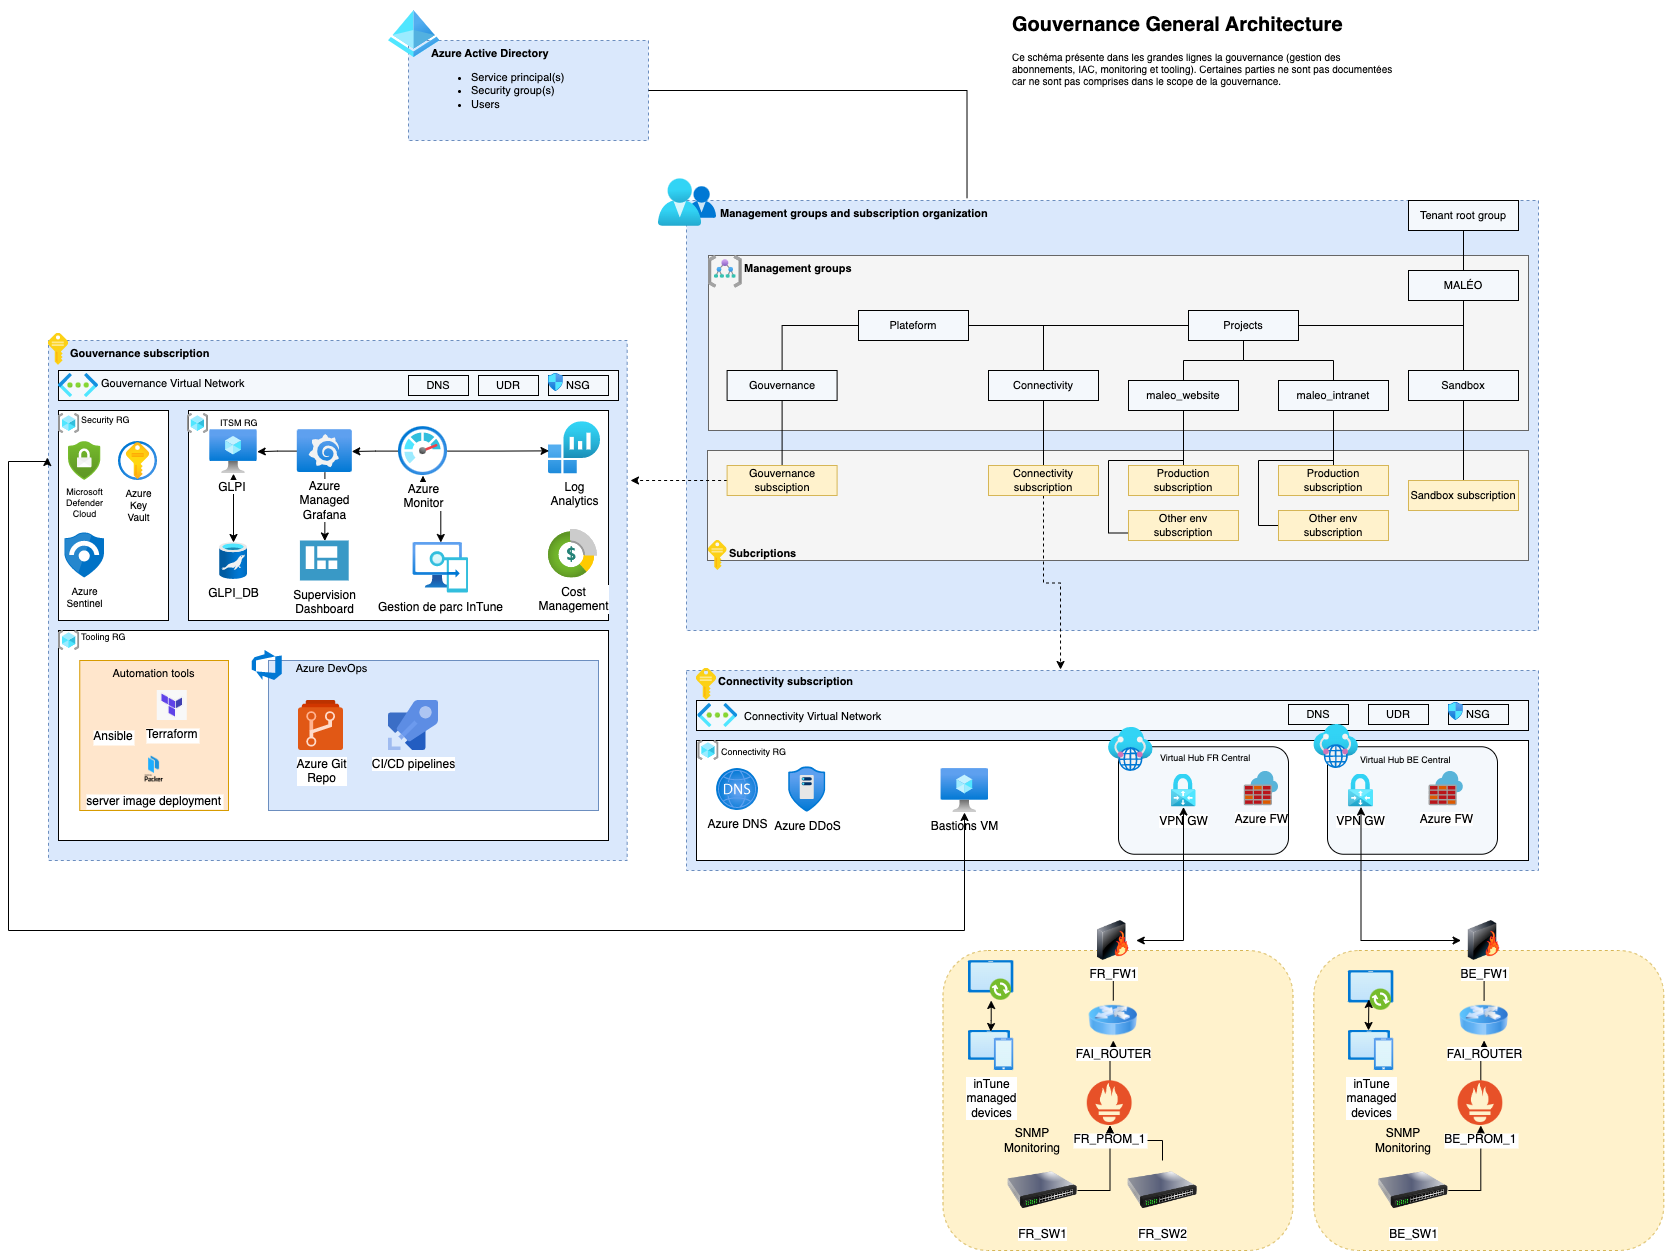 Gouvernance General Architecture
Ce schéma présente dans les grandes lignes la gouvernance (gestion des
abonnements, IAC, monitoring et tooling). Certaines parties ne sont pas documentées
car ne sont pas comprises dans le scope de la gouvernance.
Azure Active Directory
Service principal(s)
Security group(s)
Users
Management groups and subscription organization
Tenant root group
Management groups
MALÉO
Plateform
Projects
Gouvernance
Connectivity
maleo_website
maleo_intranet
Sandbox
Gouvernance
subsciption
Connectivity
subsciption
Production
subsciption
Production
subsciption
Sandbox subscription
Other env
subscription
Other env
subscription
Subcriptions
Gouvernance subscription
Gouvernance Virtual Network
DNS
UDR
NSG
Security RG
Microsoft
Defender
Cloud
Azure
Key
Vault
Azure
Sentinel
ITSM RG
GLPI
Azure
Managed
Grafana
Azure
Monitor
Log
Analytics
GLPI_DB
Supervision
Dashboard
Gestion de parc InTune
Cost
Management
Tooling RG
Automation tools
Ansible
Terraform
Packer
server image deployment
Azure DevOps
Azure Git
Repo
CI/CD pipelines
Connectivity subscription
Connectivity Virtual Network
DNS
UDR
NSG
Connectivity RG
DNS
Azure DNS
Azure DDoS
Bastions VM
Virtual Hub FR Central
VPN GW
Azure FW
Virtual Hub BE Central
VPN GW
Azure FW
FR_FW1
FAI_ROUTER
inTune
managed
devices
SNMP
Monitoring
FR_PROM_1
FR_SW1
FR_SW2
BE_FW1
FAI_ROUTER
inTune
managed
devices
SNMP
Monitoring
BE_PROM_1
BE_SW1